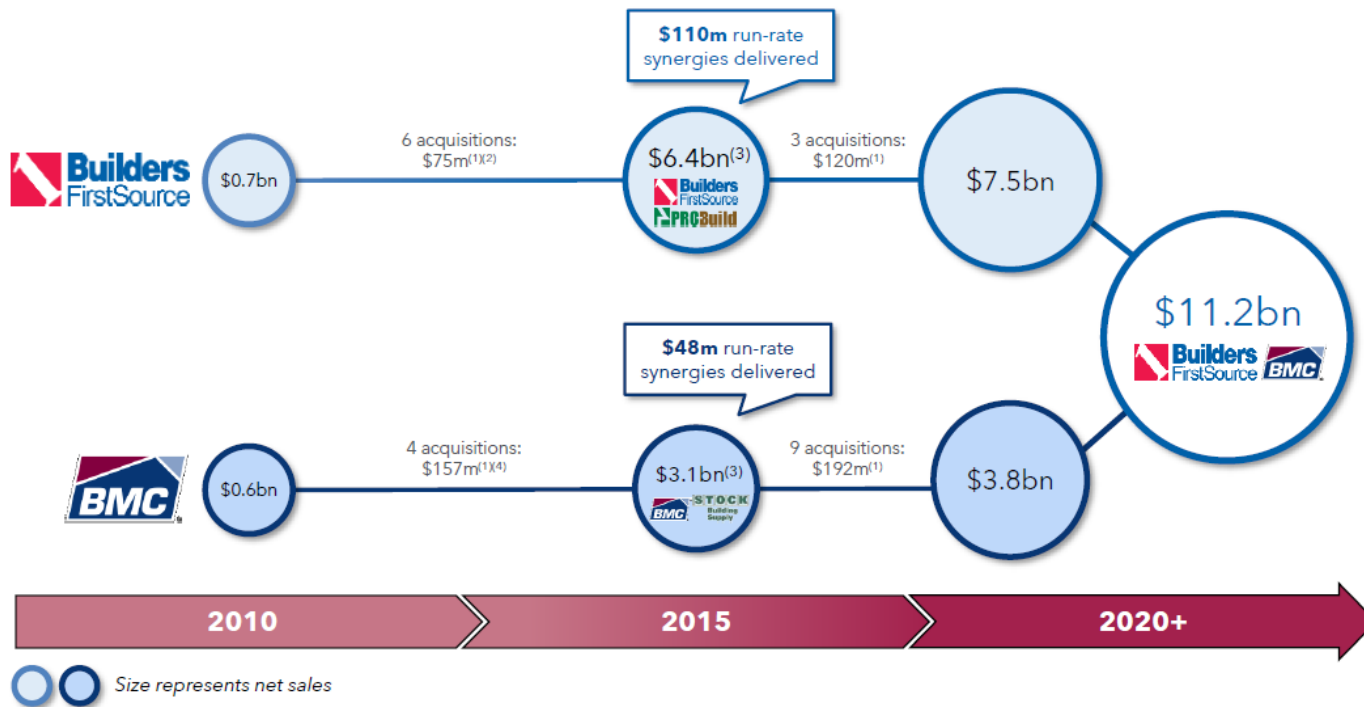 $110m run-rate
synergies delivered
Builders
FirstSource
$0.7bn
6 acquisitions:
$75m(1)(2)
$6.4bn(3)
Builders
FirstSource
PROBuild
3 acquisitions:
$120m(1)
$7.5bn
$11.2bn
Builders
FirstSource
BMC
$48m run-rate
synergies delivered
BMC
$0.6bn
4 acquisitions:
$157m(1)(4)
$3.1bn(3)
BMC
STOCK
Building
Supply
9 acquisitions:
$192m(1)
$3.8bn
2010
2015
2020+
Size represents net sales